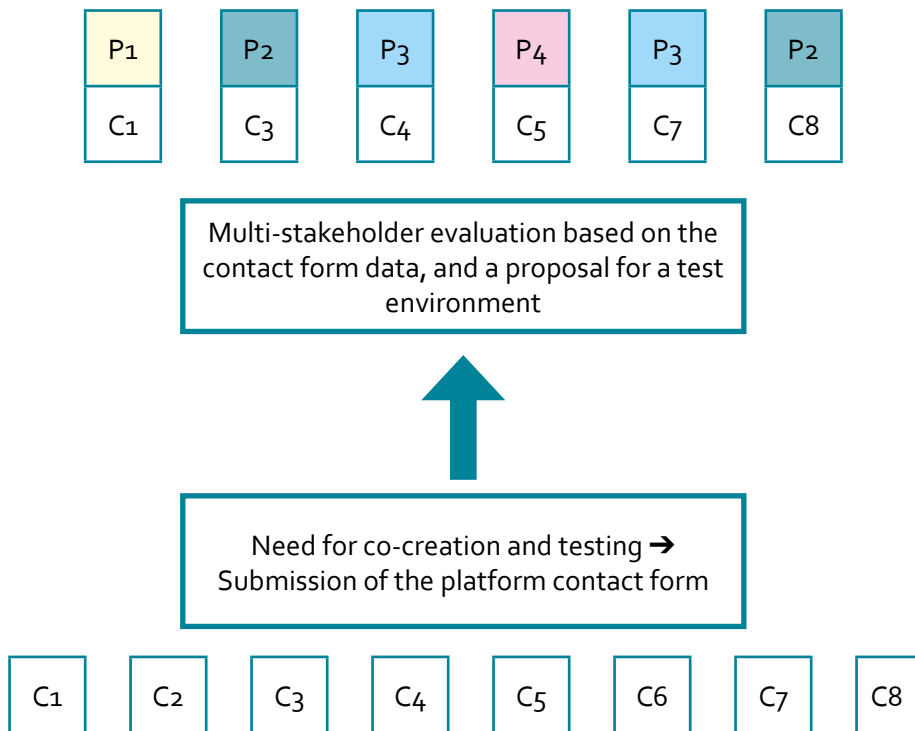 P1 P2 P3 P4 P3 P2
C1 C3 C4 C5 C7 C8
Multi-stakeholder evaluation based on the
contact form data, and a proposal for a test
environment
Need for co-creation and testing ➔
Submission of the platform contact form
C1 C2 C3 C4 C5 C6 C7 C8